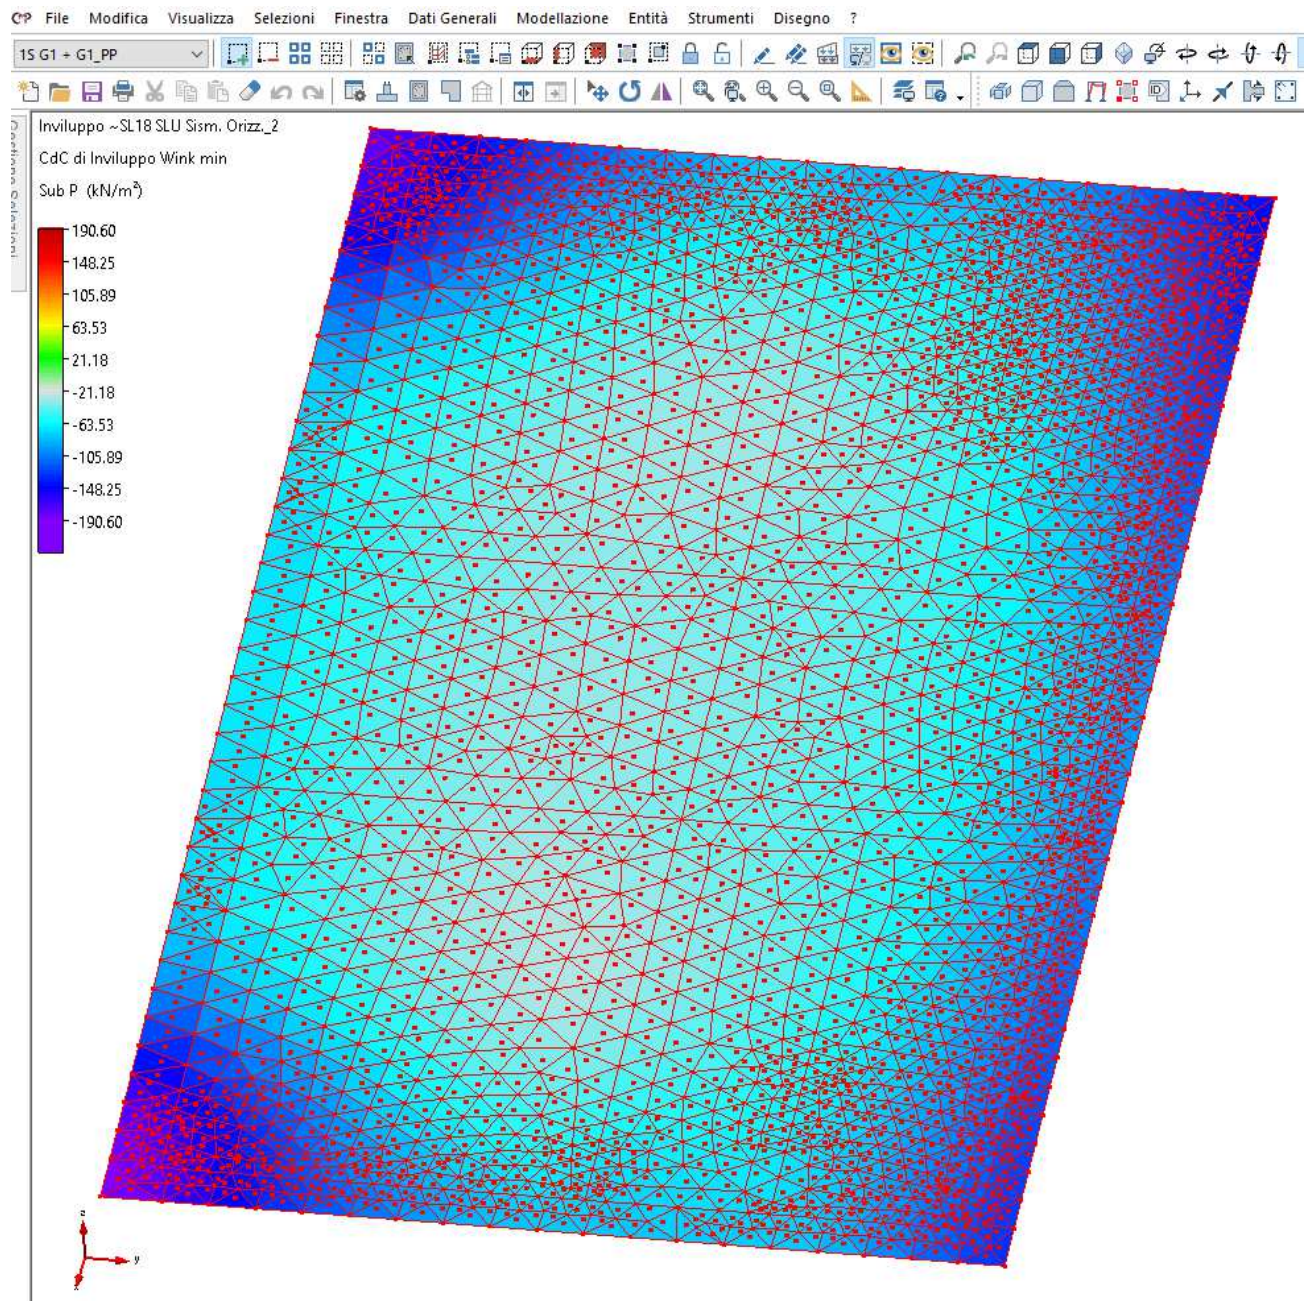 File Modifica Visualizza Selezioni Finestra Dati Generali Modellazione Entità Strumenti Disegno ?
1S G1 + G1_PP
Inviluppo ~SL18 SLU Sism. Orizz._2
CdC di Inviluppo Wink min
Sub P (kN/m²)
190.60
148.25
105.89
63.53
21.18
-21.18
-63.53
-105.89
-148.25
-190.60
z
y
x